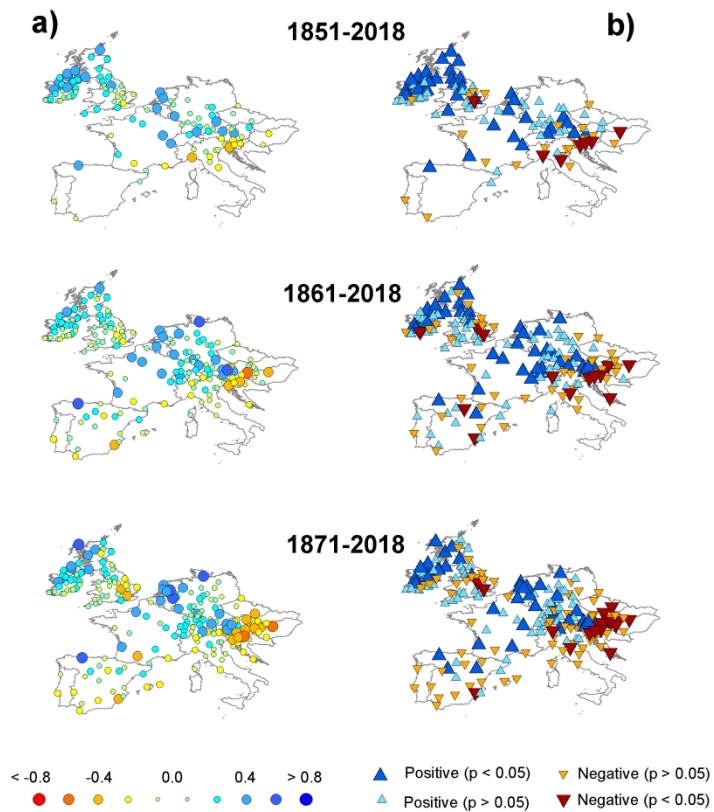 a) b)
1851-2018
1861-2018
1871-2018
< -0.8 -0.4 0.0 0.4 > 0.8
Positive (p < 0.05) Negative (p > 0.05)
Positive (p > 0.05) Negative (p < 0.05)